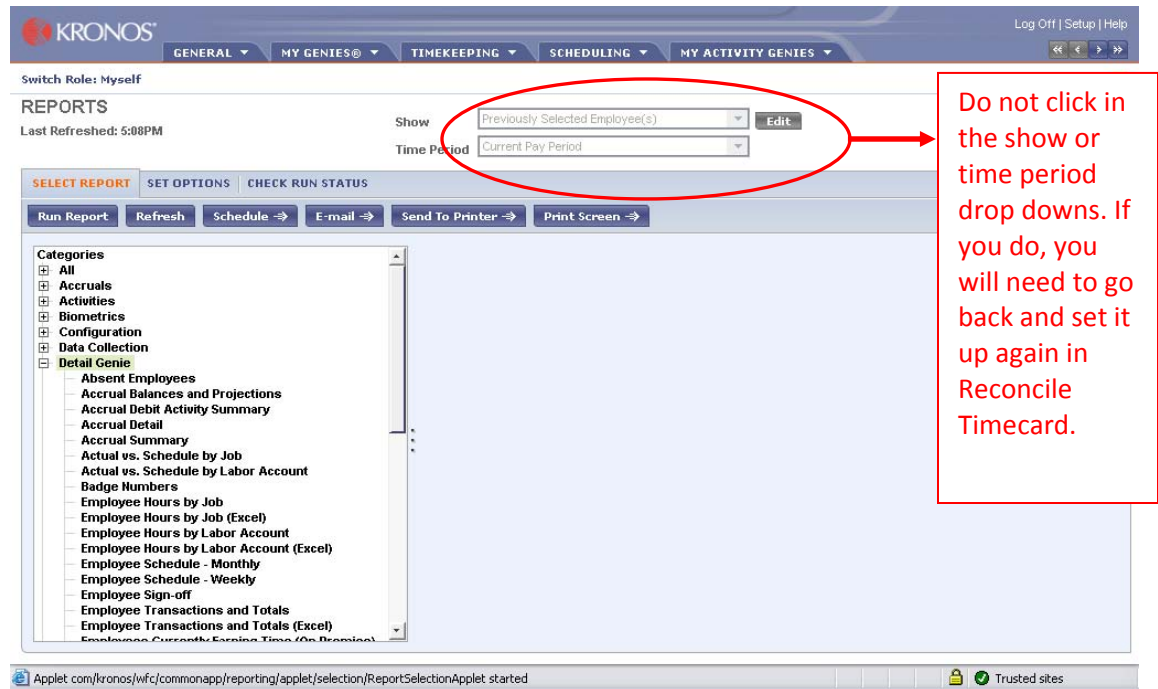 KRONOS
Log Off | Setup | Help
GENERAL MY GENIES® TIMEKEEPING SCHEDULING MY ACTIVITY GENIES
Switch Role: Myself
REPORTS
Last Refreshed: 5:08PM
Show Previously Selected Employee(s) Edit
Time Period Current Pay Period
Do not click in
the show or
time period
drop downs. If
you do, you
will need to go
back and set it
up again in
Reconcile
Timecard.
SELECT REPORT SET OPTIONS CHECK RUN STATUS
Run Report Refresh Schedule E-mail Send To Printer Print Screen
Categories
All
Accruals
Activities
Biometrics
Configuration
Data Collection
Detail Genie
Absent Employees
Accrual Balances and Projections
Accrual Debit Activity Summary
Accrual Detail
Accrual Summary
Actual vs. Schedule by Job
Actual vs. Schedule by Labor Account
Badge Numbers
Employee Hours by Job
Employee Hours by Job (Excel)
Employee Hours by Labor Account
Employee Hours by Labor Account (Excel)
Employee Schedule - Monthly
Employee Schedule - Weekly
Employee Sign-off
Employee Transactions and Totals
Employee Transactions and Totals (Excel)
Employees Currently Earning Time (On Premise)
Applet com/kronos/wfc/commonapp/reporting/applet/selection/ReportSelectionApplet started
Trusted sites